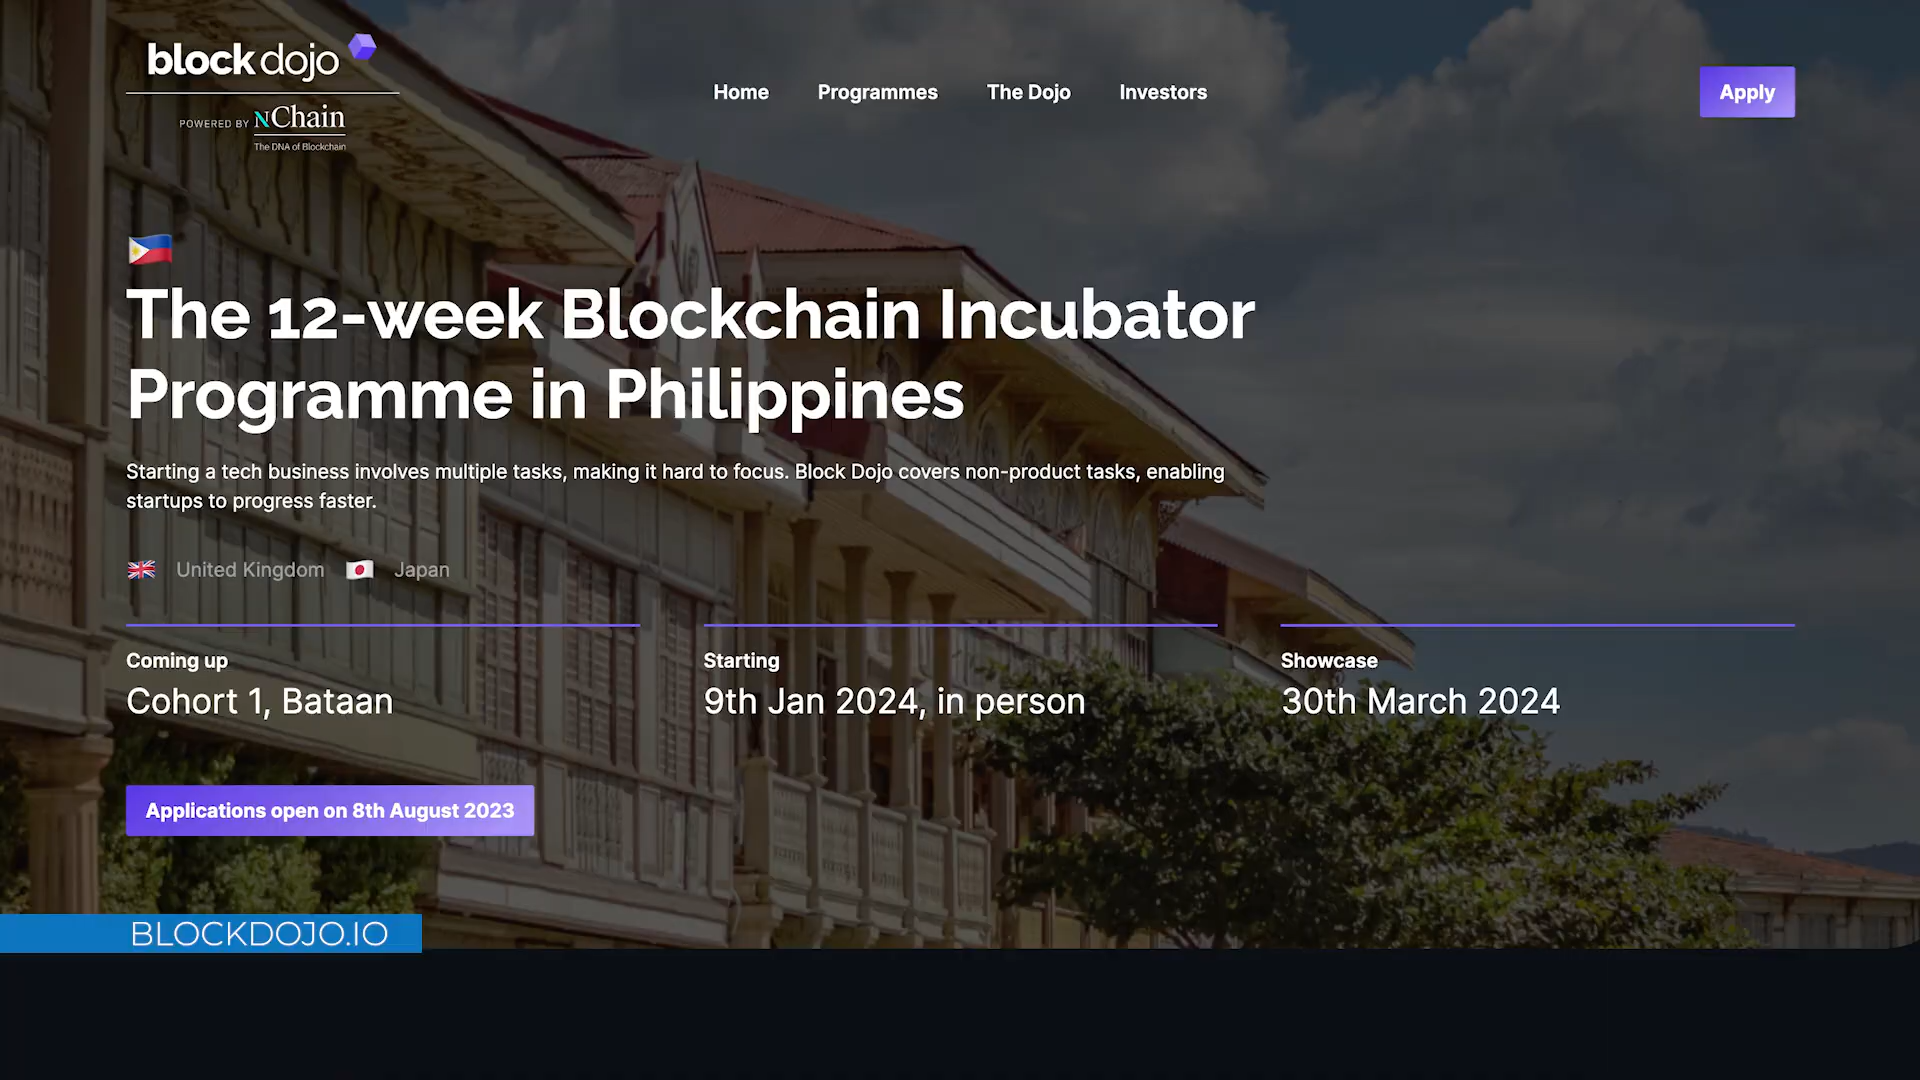 block dojo
POWERED BY nChain
The DNA of Blockchain
Home Programmes The Dojo Investors
Apply
The 12-week Blockchain Incubator
Programme in Philippines
Starting a tech business involves multiple tasks, making it hard to focus. Block Dojo covers non-product tasks, enabling
startups to progress faster.
United Kingdom Japan
Coming up
Cohort 1, Bataan
Starting
9th Jan 2024, in person
Showcase
30th March 2024
Applications open on 8th August 2023
BLOCKDOJO.IO